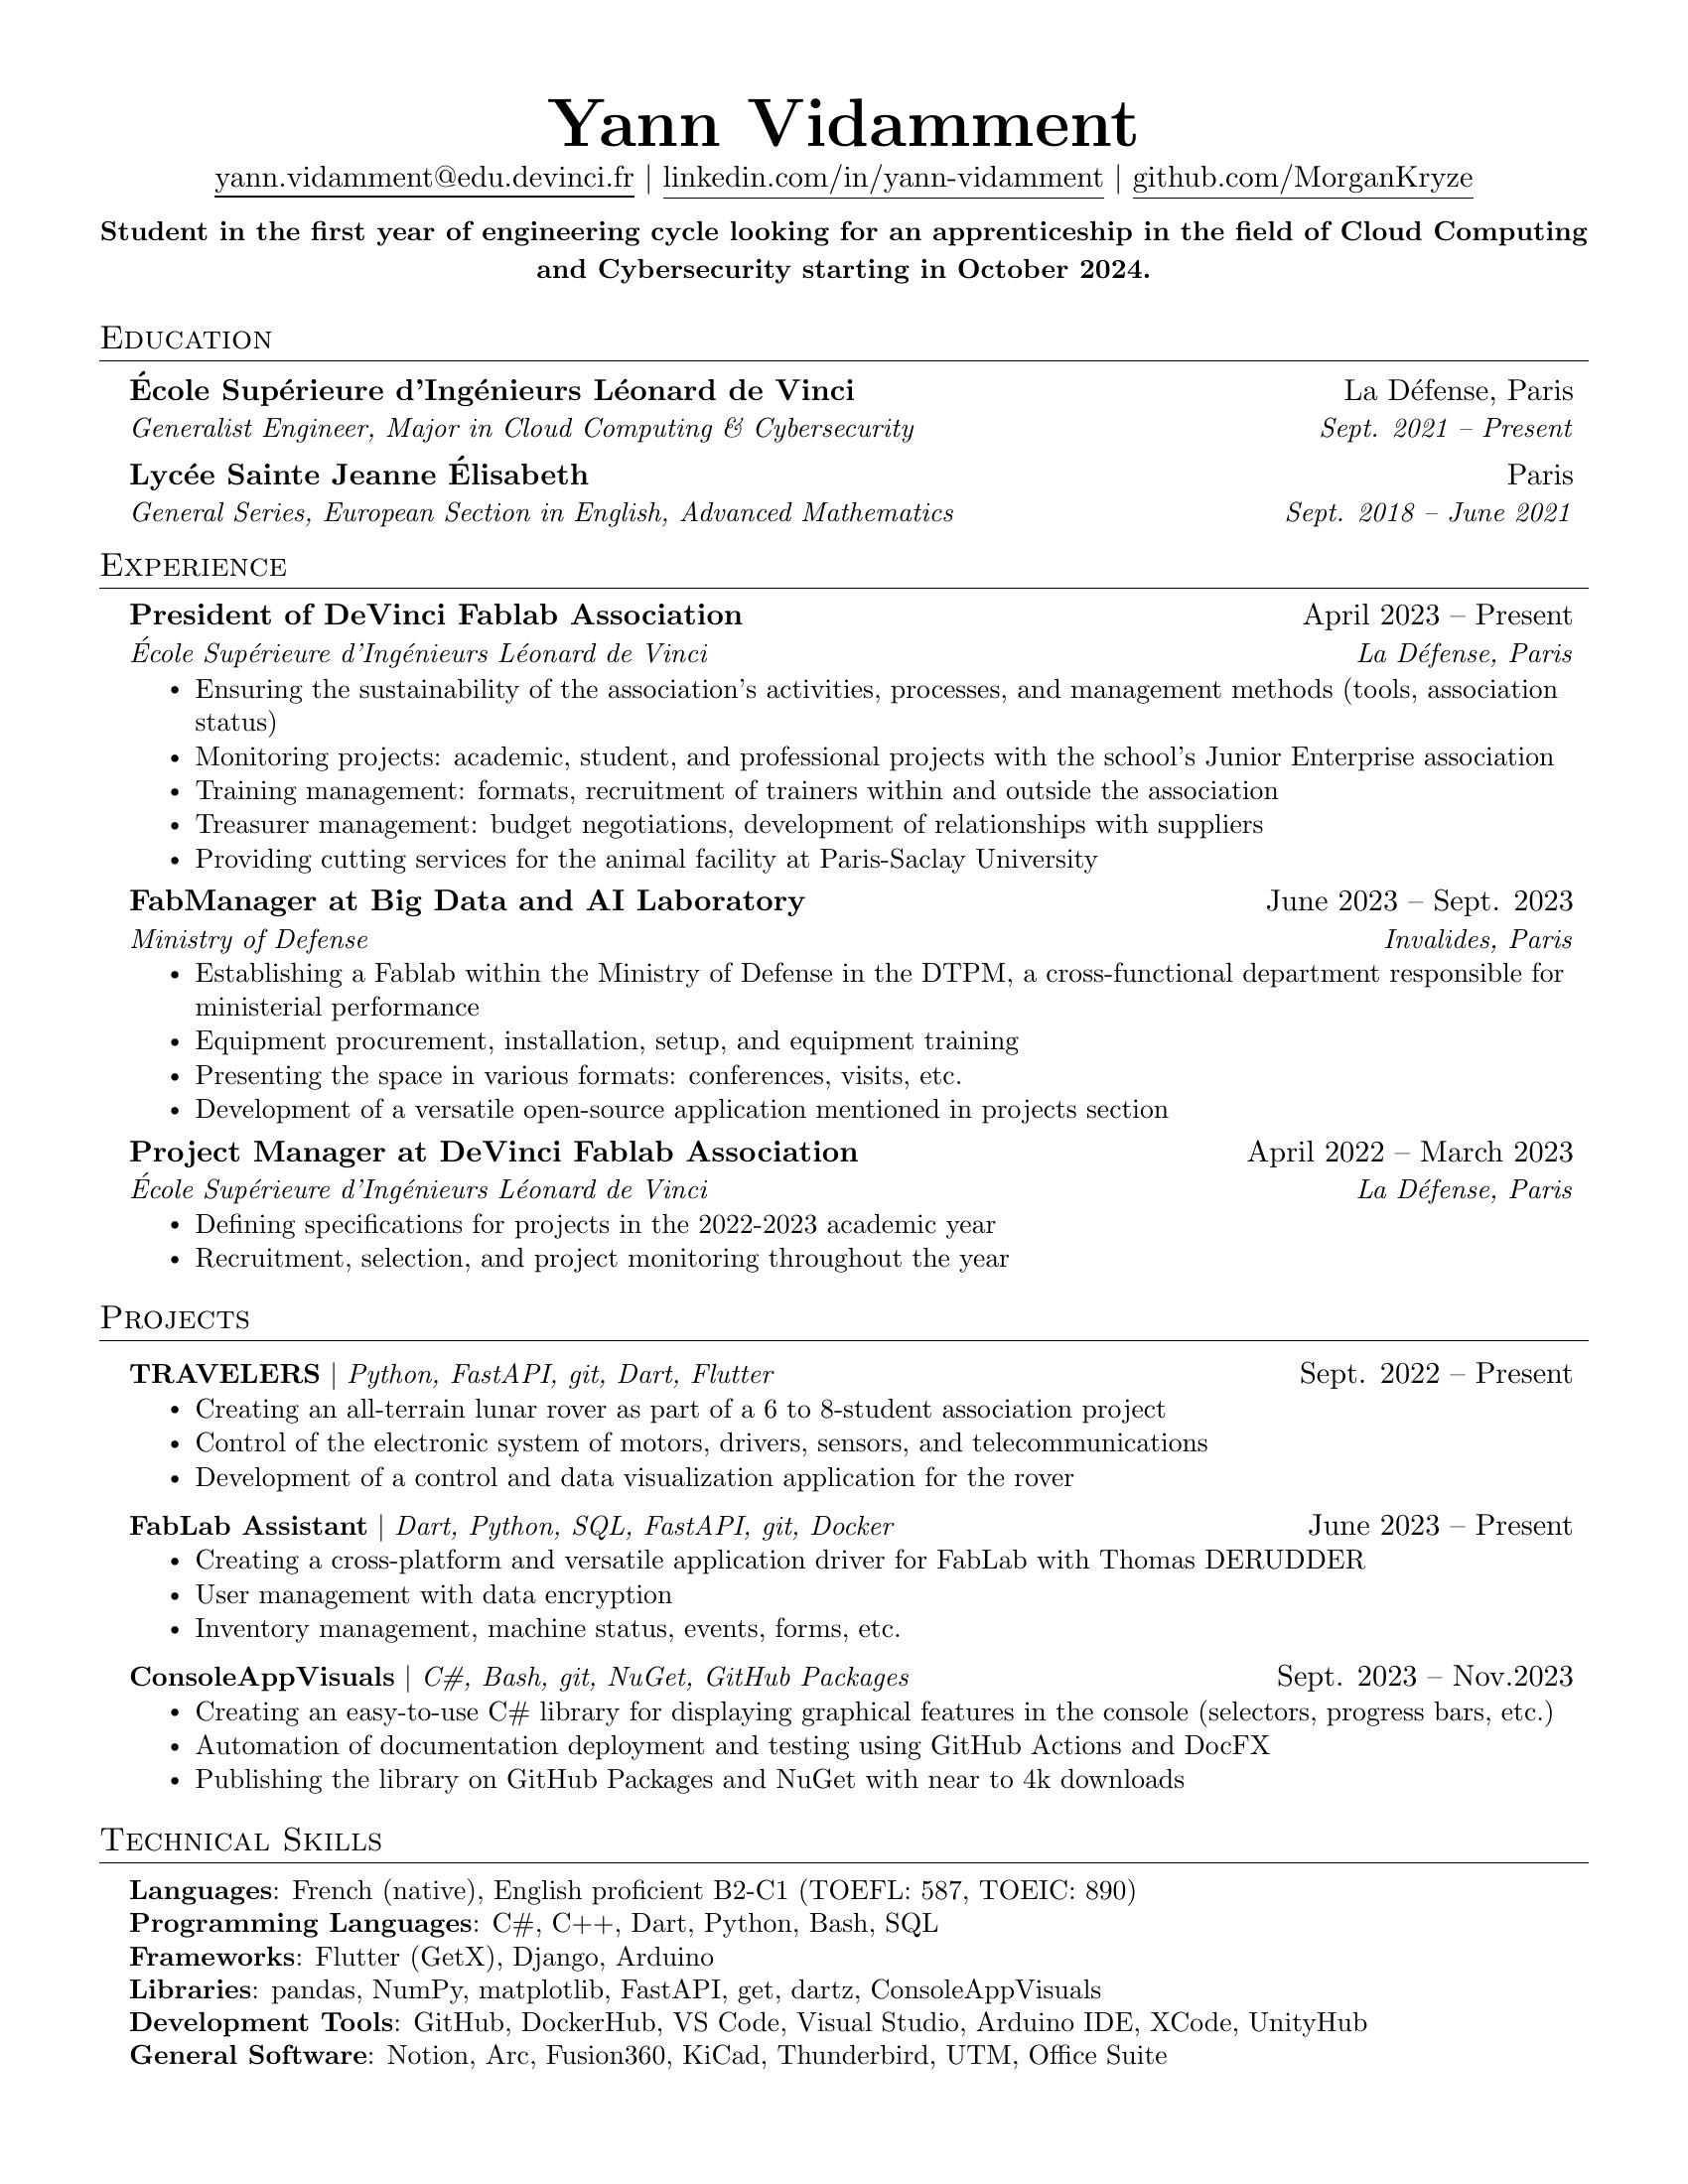 Yann Vidamment
yann.vidamment@edu.devinci.fr | linkedin.com/in/yann-vidamment | github.com/MorganKryze
Student in the first year of engineering cycle looking for an apprenticeship in the field of Cloud Computing
and Cybersecurity starting in October 2024.
Education
École Supérieure d'Ingénieurs Léonard de Vinci La Défense, Paris
Generalist Engineer, Major in Cloud Computing & Cybersecurity Sept. 2021 – Present
Lycée Sainte Jeanne Élisabeth Paris
General Series, European Section in English, Advanced Mathematics Sept. 2018 – June 2021
Experience
President of DeVinci Fablab Association April 2023 – Present
École Supérieure d'Ingénieurs Léonard de Vinci La Défense, Paris
• Ensuring the sustainability of the association's activities, processes, and management methods (tools, association
status)
• Monitoring projects: academic, student, and professional projects with the school's Junior Enterprise association
• Training management: formats, recruitment of trainers within and outside the association
• Treasurer management: budget negotiations, development of relationships with suppliers
• Providing cutting services for the animal facility at Paris-Saclay University
FabManager at Big Data and AI Laboratory June 2023 – Sept. 2023
Ministry of Defense Invalides, Paris
• Establishing a Fablab within the Ministry of Defense in the DTPM, a cross-functional department responsible for
ministerial performance
• Equipment procurement, installation, setup, and equipment training
• Presenting the space in various formats: conferences, visits, etc.
• Development of a versatile open-source application mentioned in projects section
Project Manager at DeVinci Fablab Association April 2022 – March 2023
École Supérieure d'Ingénieurs Léonard de Vinci La Défense, Paris
• Defining specifications for projects in the 2022-2023 academic year
• Recruitment, selection, and project monitoring throughout the year
Projects
TRAVELERS | Python, FastAPI, git, Dart, Flutter Sept. 2022 – Present
• Creating an all-terrain lunar rover as part of a 6 to 8-student association project
• Control of the electronic system of motors, drivers, sensors, and telecommunications
• Development of a control and data visualization application for the rover
FabLab Assistant | Dart, Python, SQL, FastAPI, git, Docker June 2023 – Present
• Creating a cross-platform and versatile application driver for FabLab with Thomas DERUDDER
• User management with data encryption
• Inventory management, machine status, events, forms, etc.
ConsoleAppVisuals | C#, Bash, git, NuGet, GitHub Packages Sept. 2023 – Nov.2023
• Creating an easy-to-use C# library for displaying graphical features in the console (selectors, progress bars, etc.)
• Automation of documentation deployment and testing using GitHub Actions and DocFX
• Publishing the library on GitHub Packages and NuGet with near to 4k downloads
Technical Skills
Languages: French (native), English proficient B2-C1 (TOEFL: 587, TOEIC: 890)
Programming Languages: C#, C++, Dart, Python, Bash, SQL
Frameworks: Flutter (GetX), Django, Arduino
Libraries: pandas, NumPy, matplotlib, FastAPI, get, dartz, ConsoleAppVisuals
Development Tools: GitHub, DockerHub, VS Code, Visual Studio, Arduino IDE, XCode, UnityHub
General Software: Notion, Arc, Fusion360, KiCad, Thunderbird, UTM, Office Suite